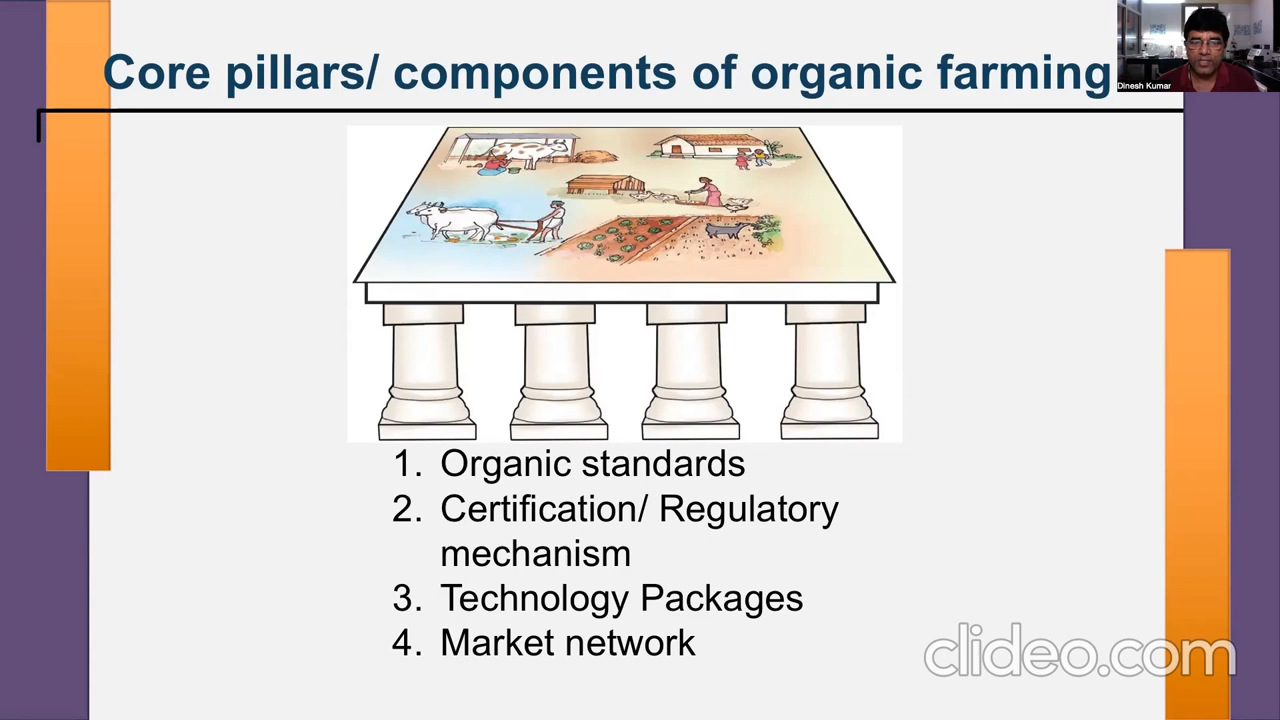 Core pillars/ components of organic farming
Dinesh Kumar
1. Organic standards
2. Certification/ Regulatory
mechanism
3. Technology Packages
4. Market network
clideo.com